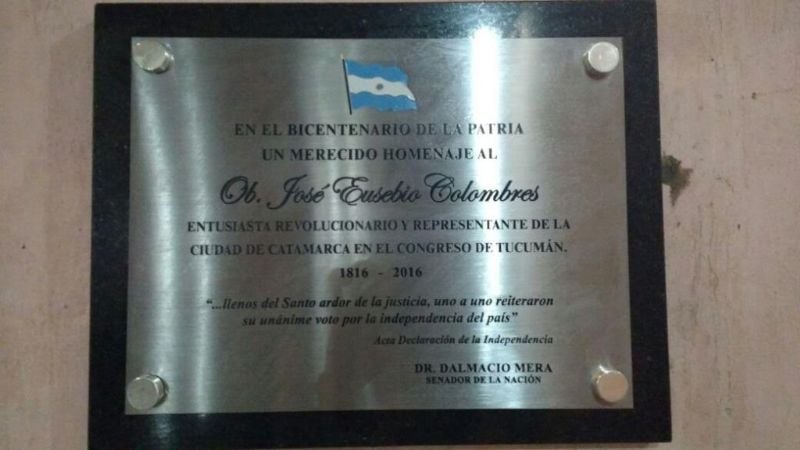 EN EL BICENTENARIO DE LA PATRIA
UN MERECIDO HOMENAJE AL
Ob. José Eusebio Colombres
ENTUSIASTA REVOLUCIONARIO Y REPRESENTANTE DE LA
CIUDAD DE CATAMARCA EN EL CONGRESO DE TUCUMÁN.
1816 - 2016
"...llenos del Santo ardor de la justicia, uno a uno reiteraron
su unánime voto por la independencia del país"
Acta Declaración de la Independencia
DR. DALMACIO MERA
SENADOR DE LA NACIÓN